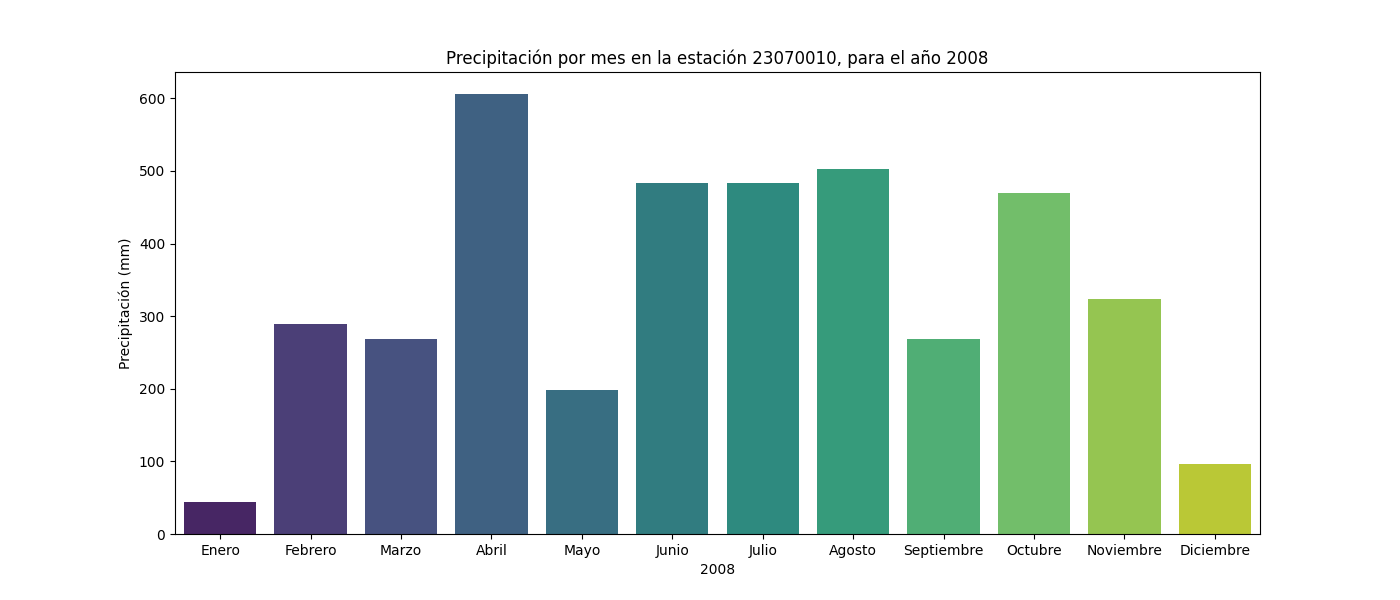 Precipitación por mes en la estación 23070010, para el año 2008
Precipitación (mm)
600
500
400
300
200
100
0
Enero Febrero Marzo Abril Mayo Junio Julio Agosto Septiembre Octubre Noviembre Diciembre
2008